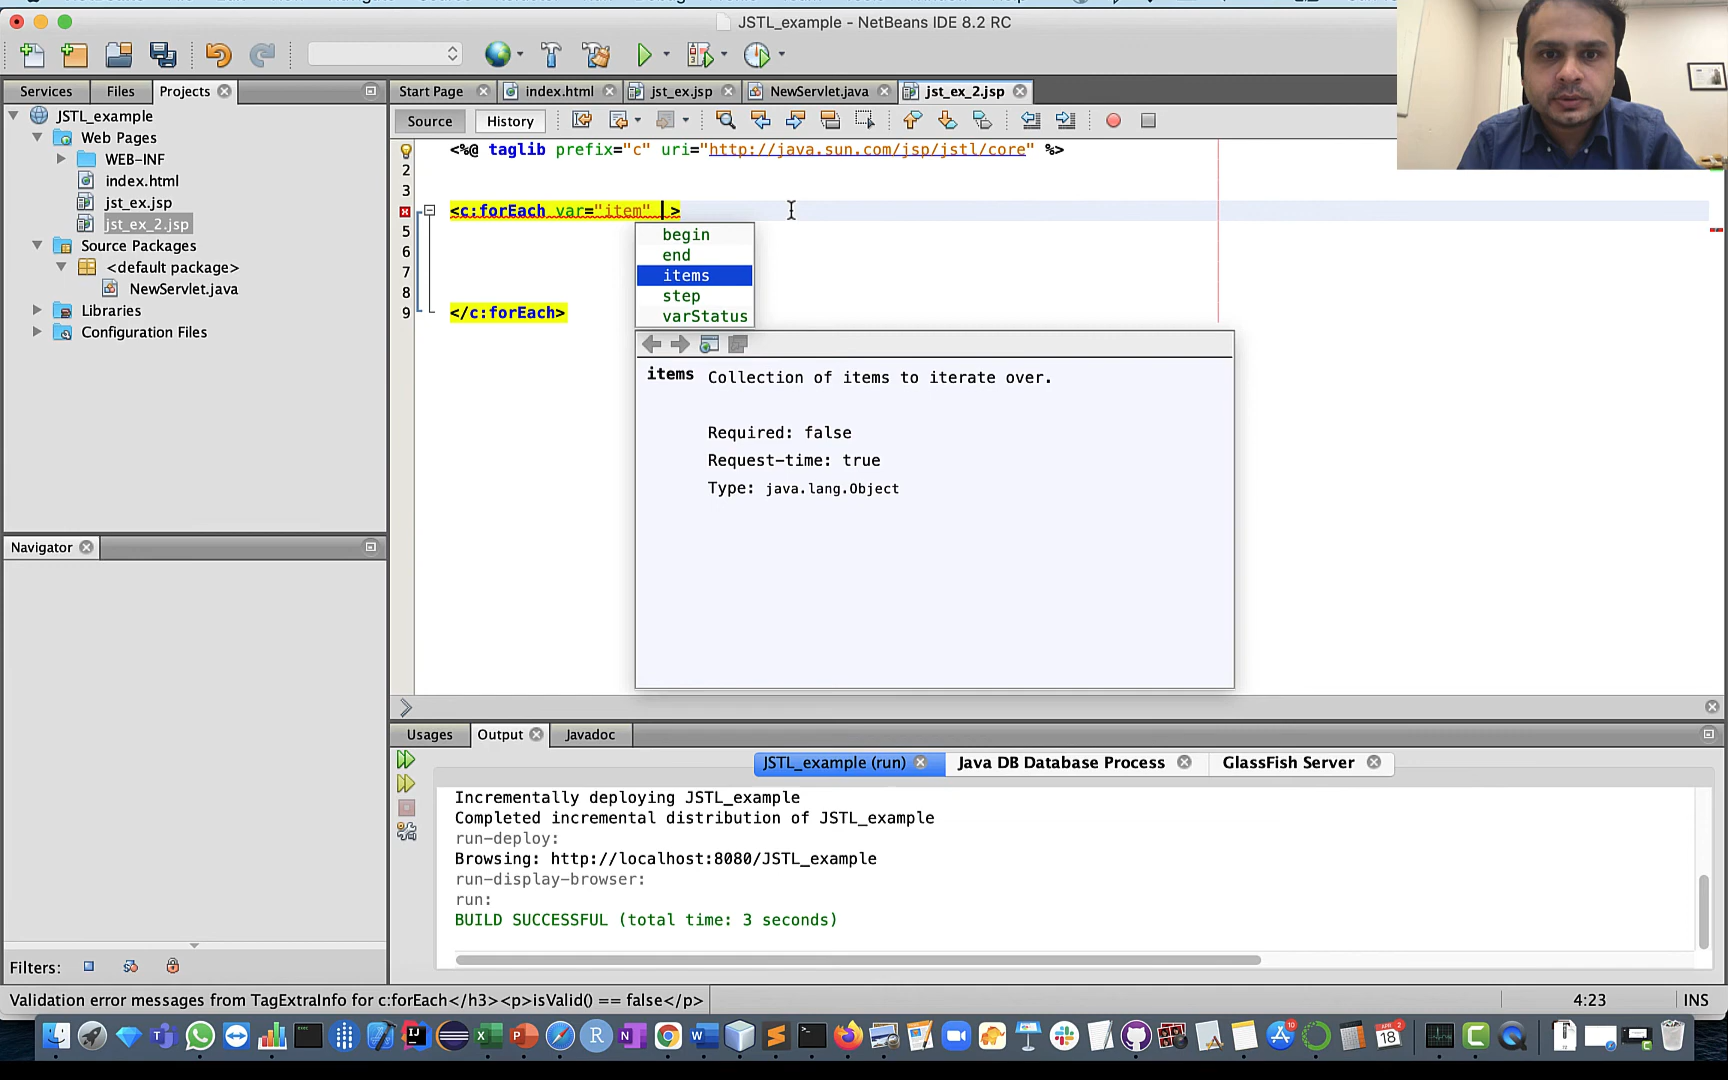 JSTL_example - NetBeans IDE 8.2 RC
Services
Files
Projects
JSTL_example
Web Pages
WEB-INF
index.html
jst_ex.jsp
jst_ex_2.jsp
Source Packages
<default package>
NewServlet.java
Libraries
Configuration Files
Navigator
Filters:
Start Page
index.html
jst_ex.jsp
NewServlet.java
jst_ex_2.jsp
Source
History
<%@ taglib prefix="c" uri="http://java.sun.com/jsp/jstl/core" %>
2
3
<c:forEach var="item" >
5
6
7
8
9 </c:forEach>
begin
end
items
step
varStatus
items Collection of items to iterate over.
Required: false
Request-time: true
Type: java.lang.Object
Usages
Output
Javadoc
JSTL_example (run)
Java DB Database Process
GlassFish Server
Incrementally deploying JSTL_example
Completed incremental distribution of JSTL_example
run-deploy:
Browsing: http://localhost:8080/JSTL_example
run-display-browser:
run:
BUILD SUCCESSFUL (total time: 3 seconds)
Validation error messages from TagExtraInfo for c:forEach</h3><p>isValid() == false</p>
4:23
INS